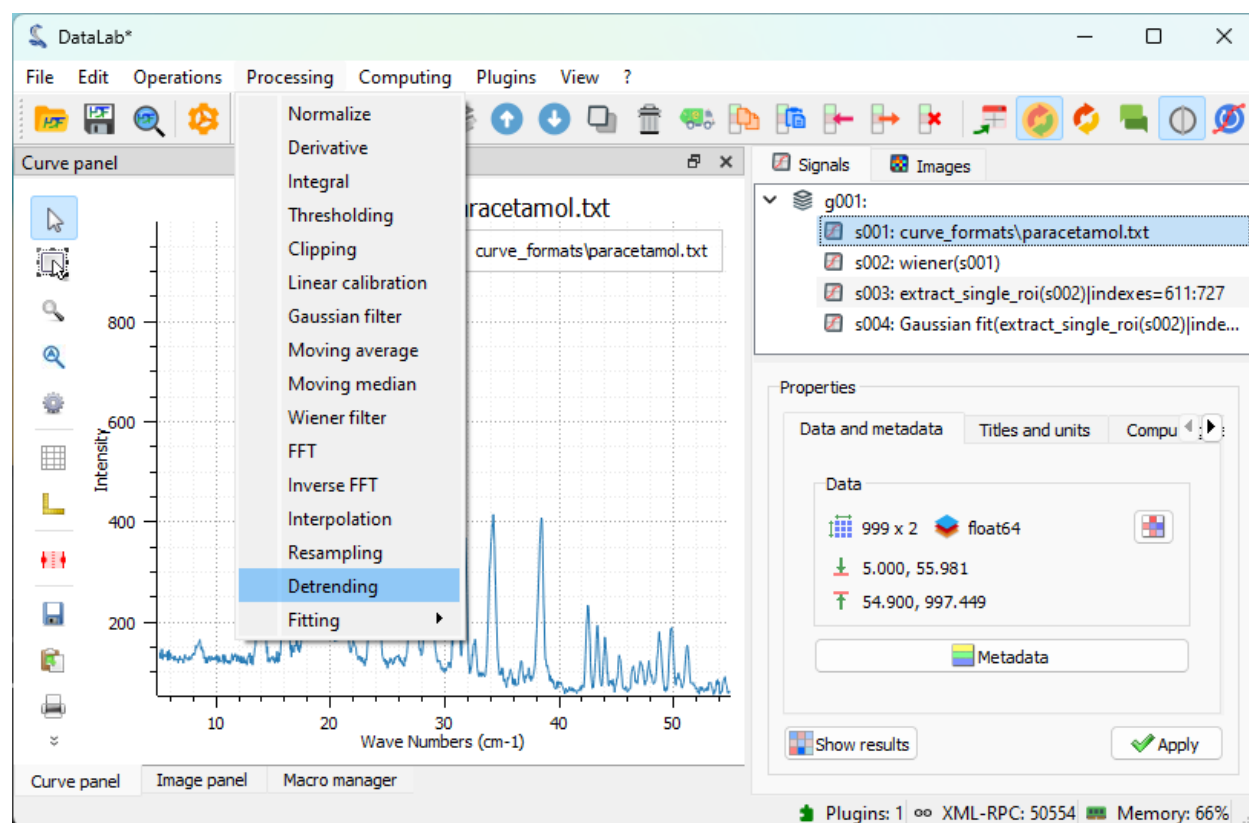 DataLab*
File Edit Operations Processing Computing Plugins View ?
Curve panel
Normalize
Derivative
Integral
Thresholding
Clipping
Linear calibration
Gaussian filter
Moving average
Moving median
Wiener filter
FFT
Inverse FFT
Interpolation
Resampling
Detrending
Fitting
racetamol.txt
curve_formats\paracetamol.txt
800
600
400
200
Intensity
10 20 30 40 50
Wave Numbers (cm-1)
Curve panel Image panel Macro manager
Signals Images
g001:
s001: curve_formats\paracetamol.txt
s002: wiener(s001)
s003: extract_single_roi(s002)|indexes=611:727
s004: Gaussian fit(extract_single_roi(s002)|inde...
Properties
Data and metadata Titles and units Compu
Data
999 x 2 float64
5.000, 55.981
54.900, 997.449
Metadata
Show results Apply
Plugins: 1 XML-RPC: 50554 Memory: 66%